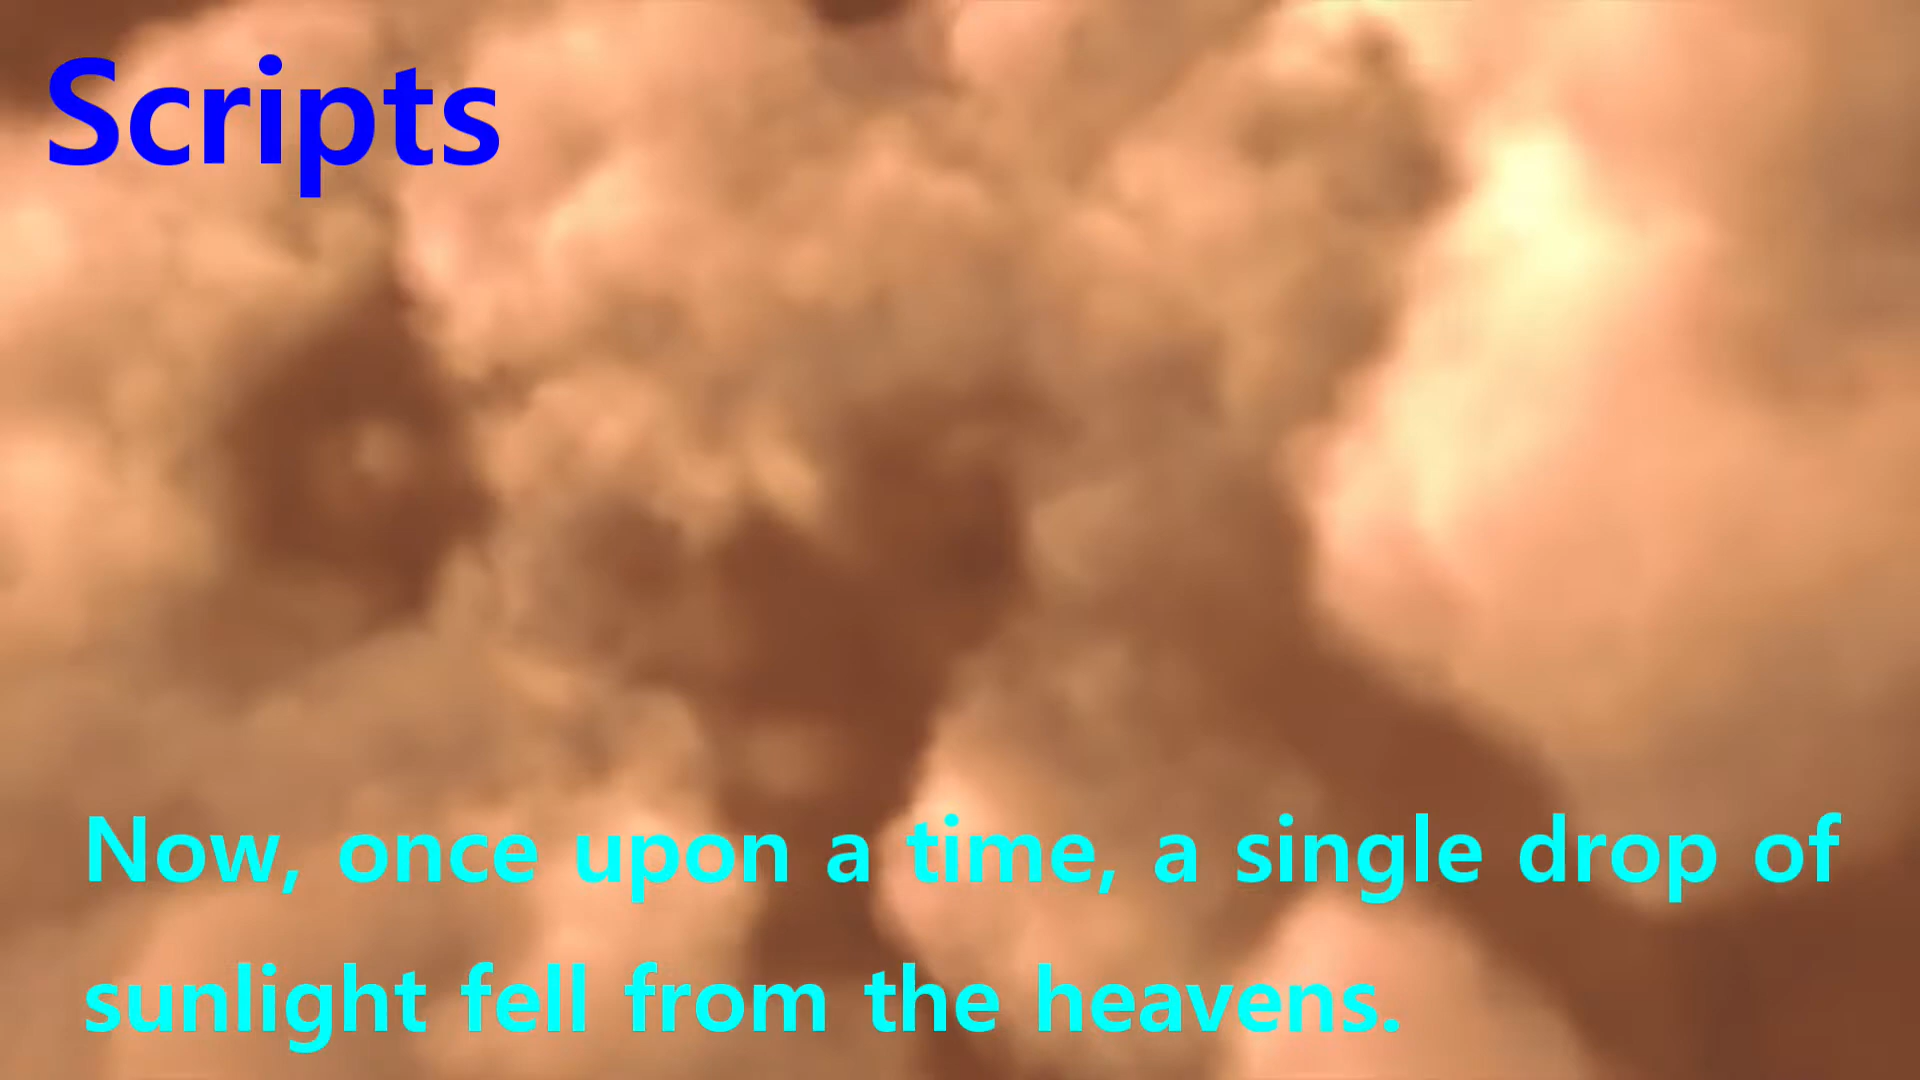 Scripts
Now, once upon a time, a single drop of
sunlight fell from the heavens.